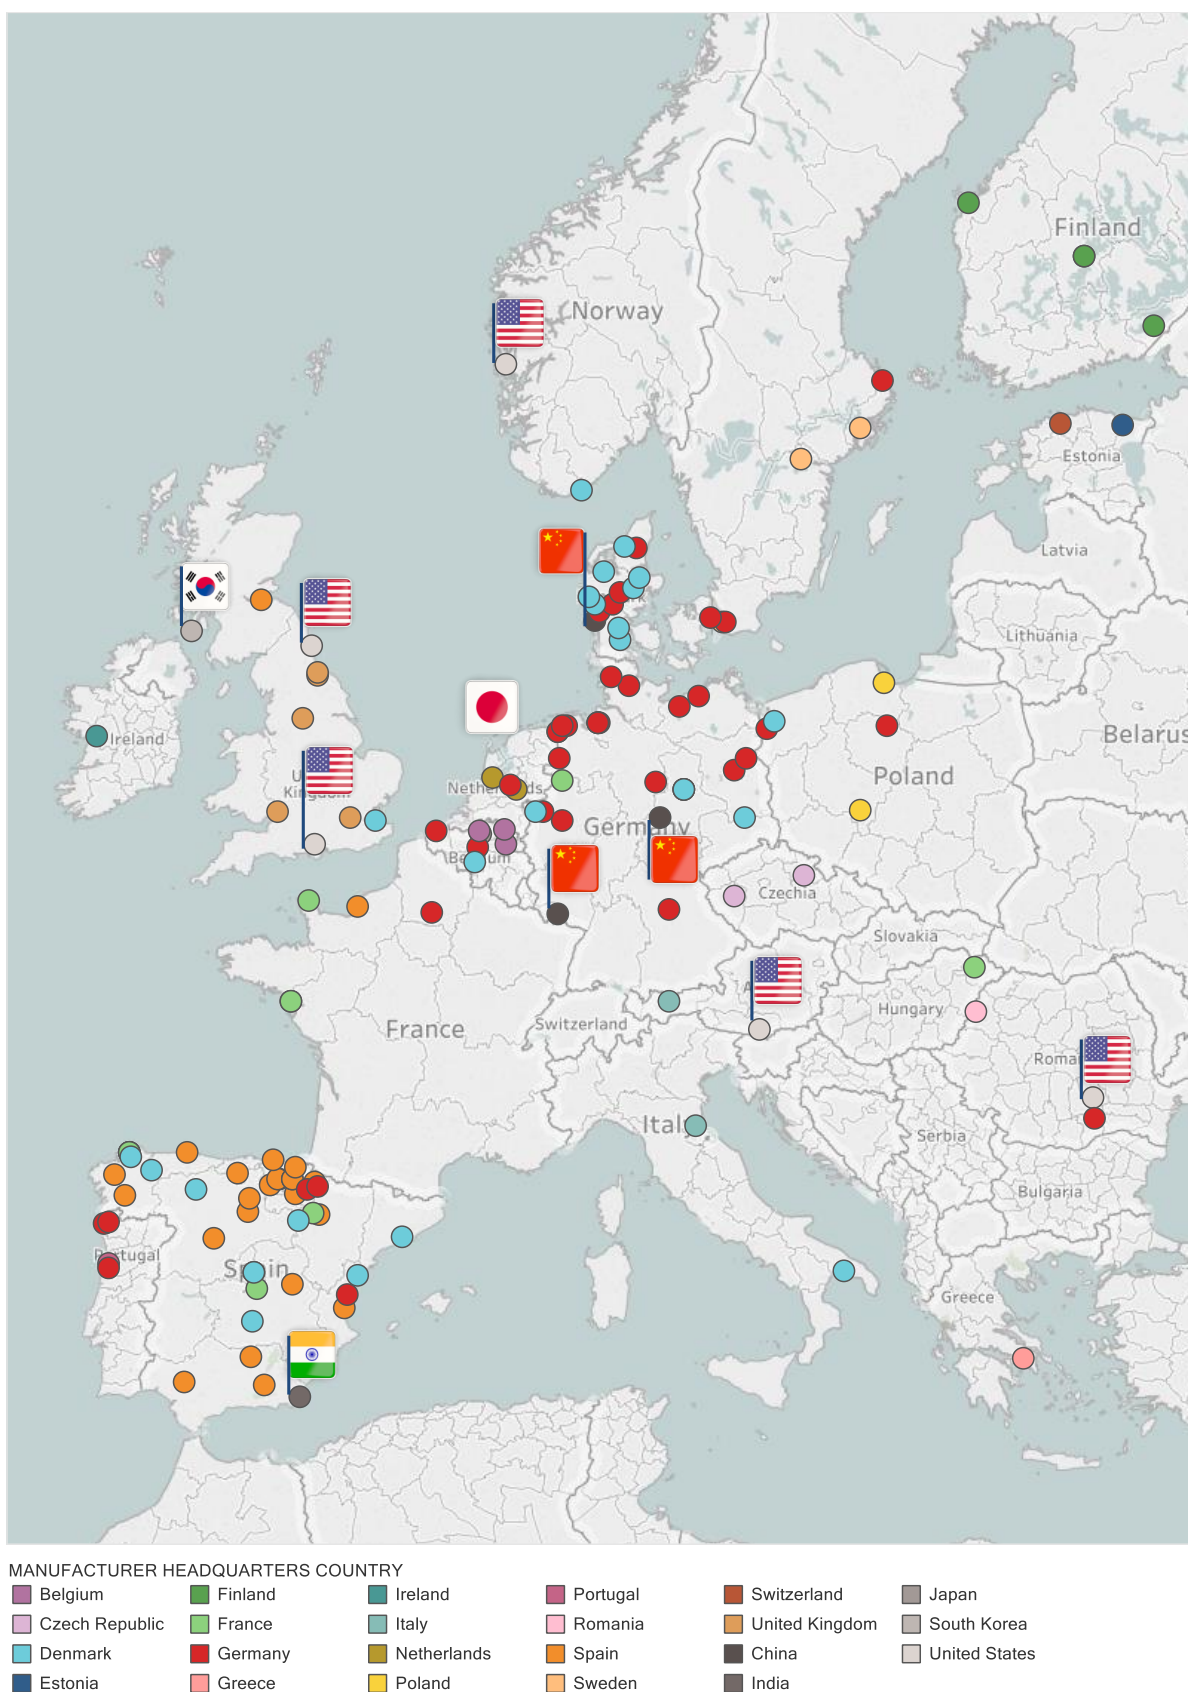 Finland
Norway
Estonia
Latvia
Lithuania
Ireland
Belarus
Poland
Germany
Czechia
Slovakia
France
Switzerland
Hungary
Serbia
Bulgaria
Spain
Greece
MANUFACTURER HEADQUARTERS COUNTRY
Belgium Finland Ireland Portugal Switzerland Japan
Czech Republic France Italy Romania United Kingdom South Korea
Denmark Germany Netherlands Spain China United States
Estonia Greece Poland Sweden India